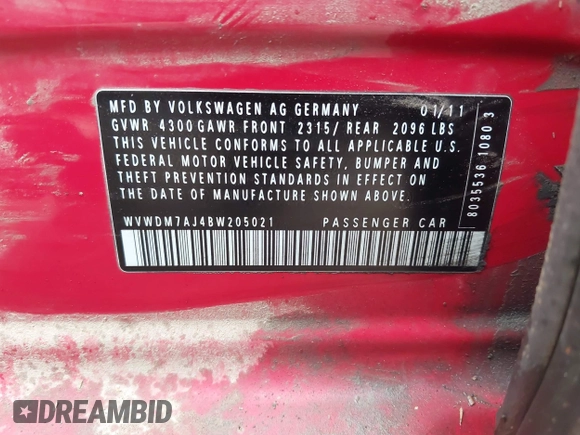 MFD BY VOLKSWAGEN AG GERMANY 01/11
GVWR 4300 GAWR FRONT 2315/ REAR 2096 LBS
THIS VEHICLE CONFORMS TO ALL APPLICABLE U.S.
FEDERAL MOTOR VEHICLE SAFETY, BUMPER AND
THEFT PREVENTION STANDARDS IN EFFECT ON
THE DATE OF MANUFACTURE SHOWN ABOVE.
WVWDM7AJ4BW205021 PASSENGER CAR
8035536 1080 3
DREAMBID